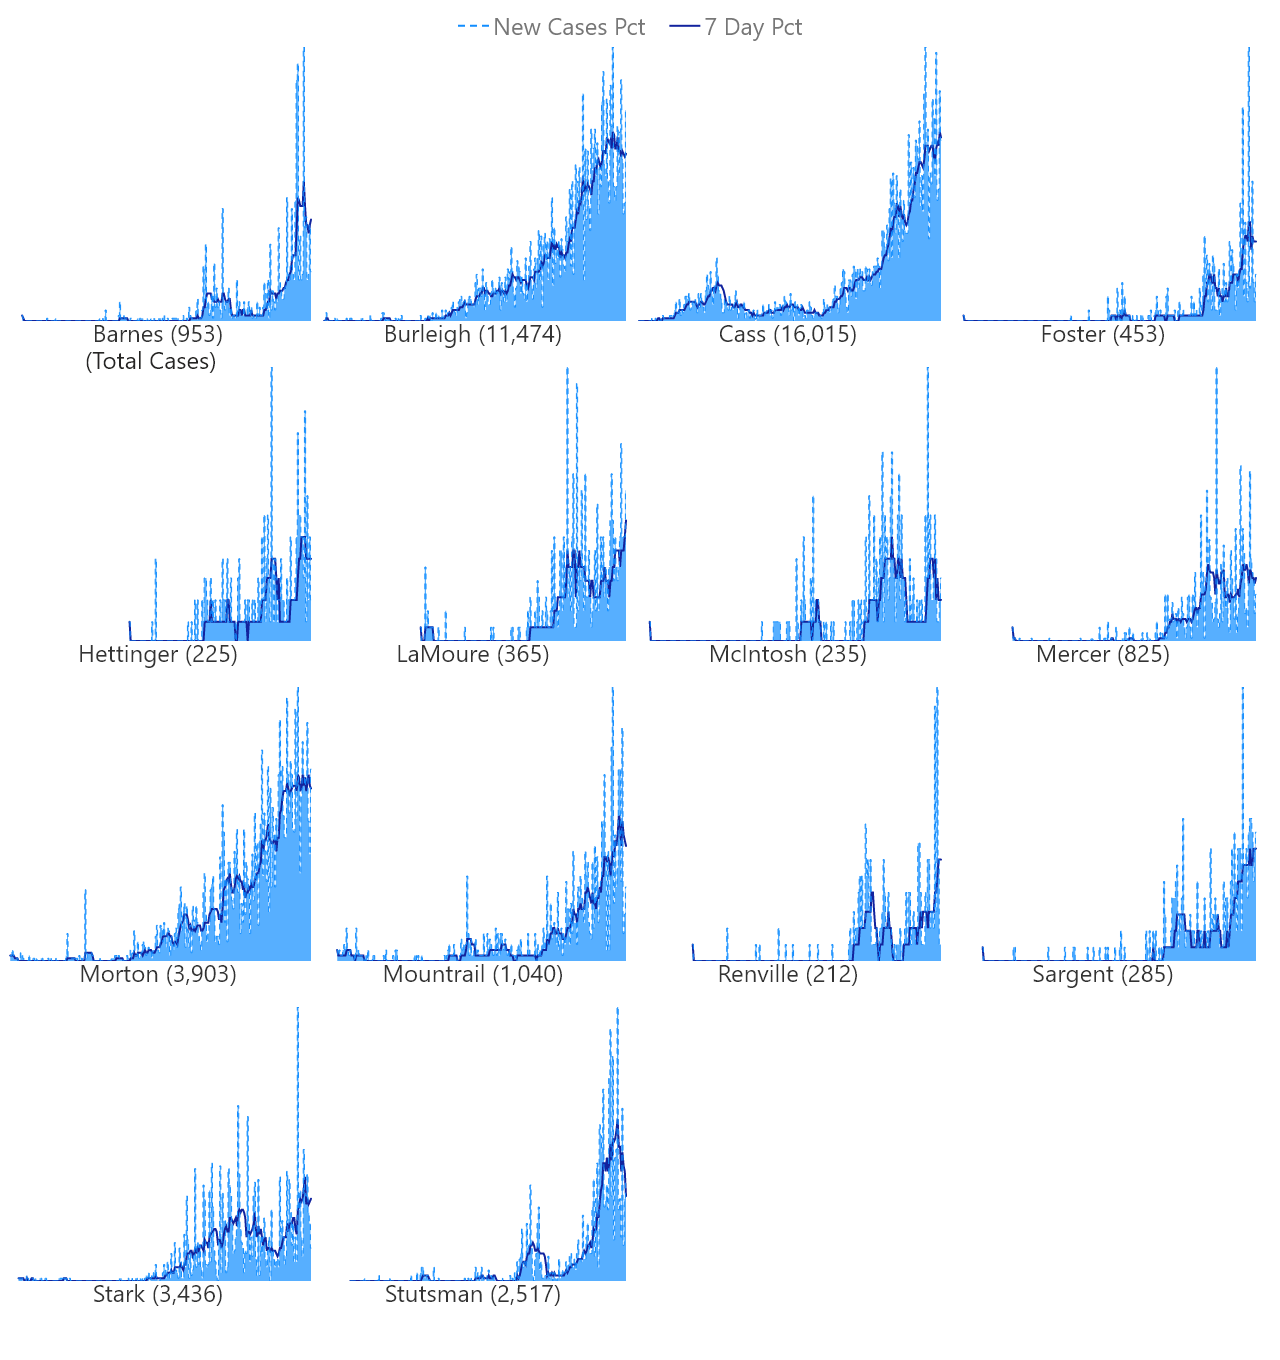 New Cases Pct 7 Day Pct
Barnes (953) Burleigh (11,474) Cass (16,015) Foster (453)
(Total Cases)
Hettinger (225) LaMoure (365) McIntosh (235) Mercer (825)
Morton (3,903) Mountrail (1,040) Renville (212) Sargent (285)
Stark (3,436) Stutsman (2,517)